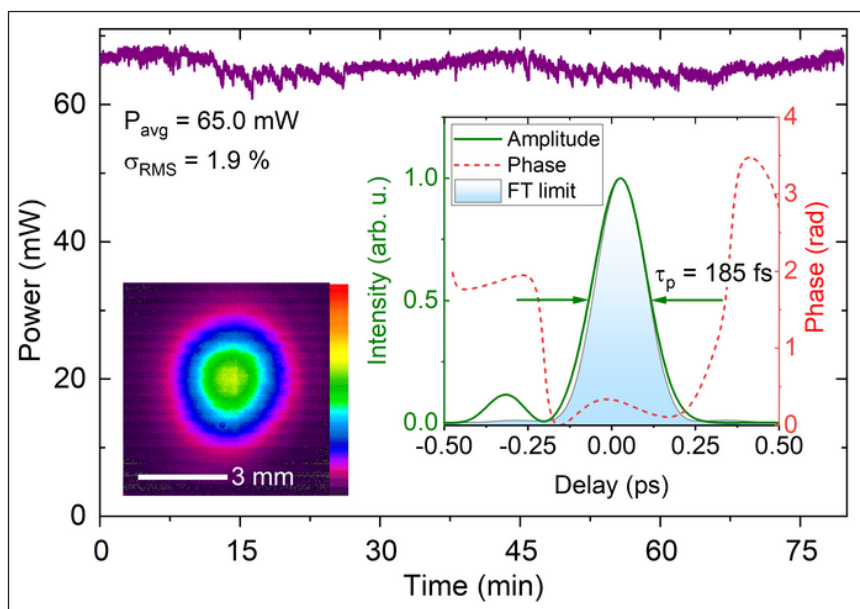 P_avg = 65.0 mW
σ_RMS = 1.9 %
Power (mW)
60
40
20
0
0 15 30 45 60 75
Time (min)
3 mm
Amplitude
Phase
FT limit
Intensity (arb. u.)
1.0
0.5
0.0
τ_p = 185 fs
-0.50 -0.25 0.00 0.25 0.50
Delay (ps)
4
3
2
1
0
Phase (rad)